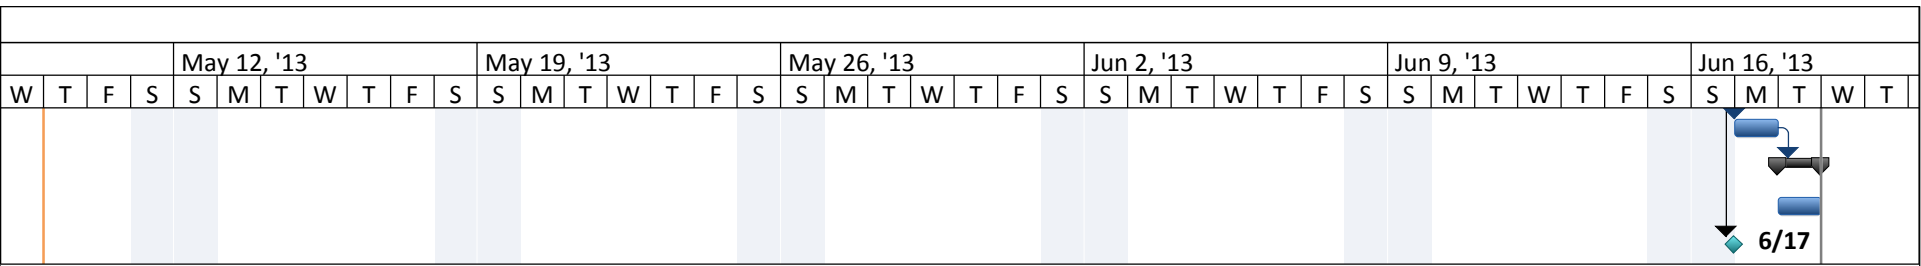 May 12, '13 May 19, '13 May 26, '13 Jun 2, '13 Jun 9, '13 Jun 16, '13
W T F S S M T W T F S S M T W T F S S M T W T F S S M T W T F S S M T W T F S S M T W T
6/17